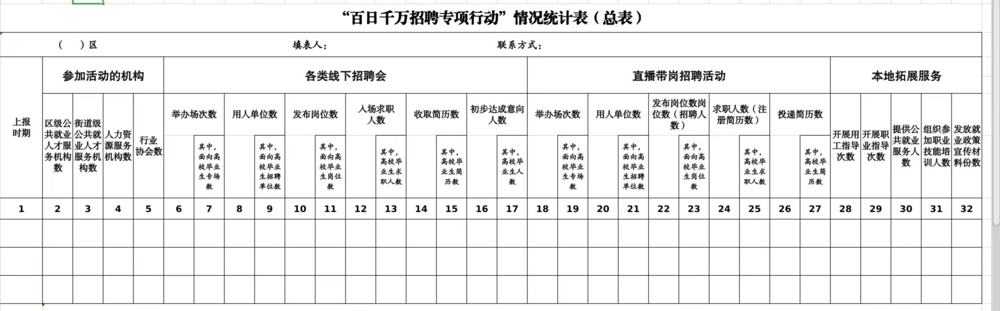 “百日千万招聘专项行动”情况统计表（总表）
（ ）区 填表人： 联系方式：
上报
时期
参加活动的机构
各类线下招聘会
直播带岗招聘活动
本地拓展服务
区级公
共就业
人才服
务机构
数
街道级
公共就
业人才
服务机
构数
人力资
源服务
机构数
行业
协会数
举办场次数
其中，
面向高
校毕业
生专场
数
用人单位数
其中，
面向高
校毕业
生招聘
单位数
发布岗位数
其中，
面向高
校毕业
生岗位
数
入场求职
人数
其中，
高校毕
业生求
职人数
收取简历数
其中，
高校毕
业生简
历数
初步达成意向
人数
其中，
高校毕
业生人
数
举办场次数
其中，
面向高
校毕业
生专场
数
用人单位数
其中，
面向高
校毕业
生招聘
单位数
发布岗位数岗
位数（招聘人
数）
其中，
面向高
校毕业
生岗位
数
求职人数（注
册简历数）
其中，
高校毕
业生求
职人数
投递简历数
其中，
高校毕
业生简
历数
开展用
工指导
次数
开展职
业指导
次数
提供公
共就业
服务人
数
组织参
加职业
技能培
训人数
发放就
业政策
宣传材
料份数
1 2 3 4 5 6 7 8 9 10 11 12 13 14 15 16 17 18 19 20 21 22 23 24 25 26 27 28 29 30 31 32